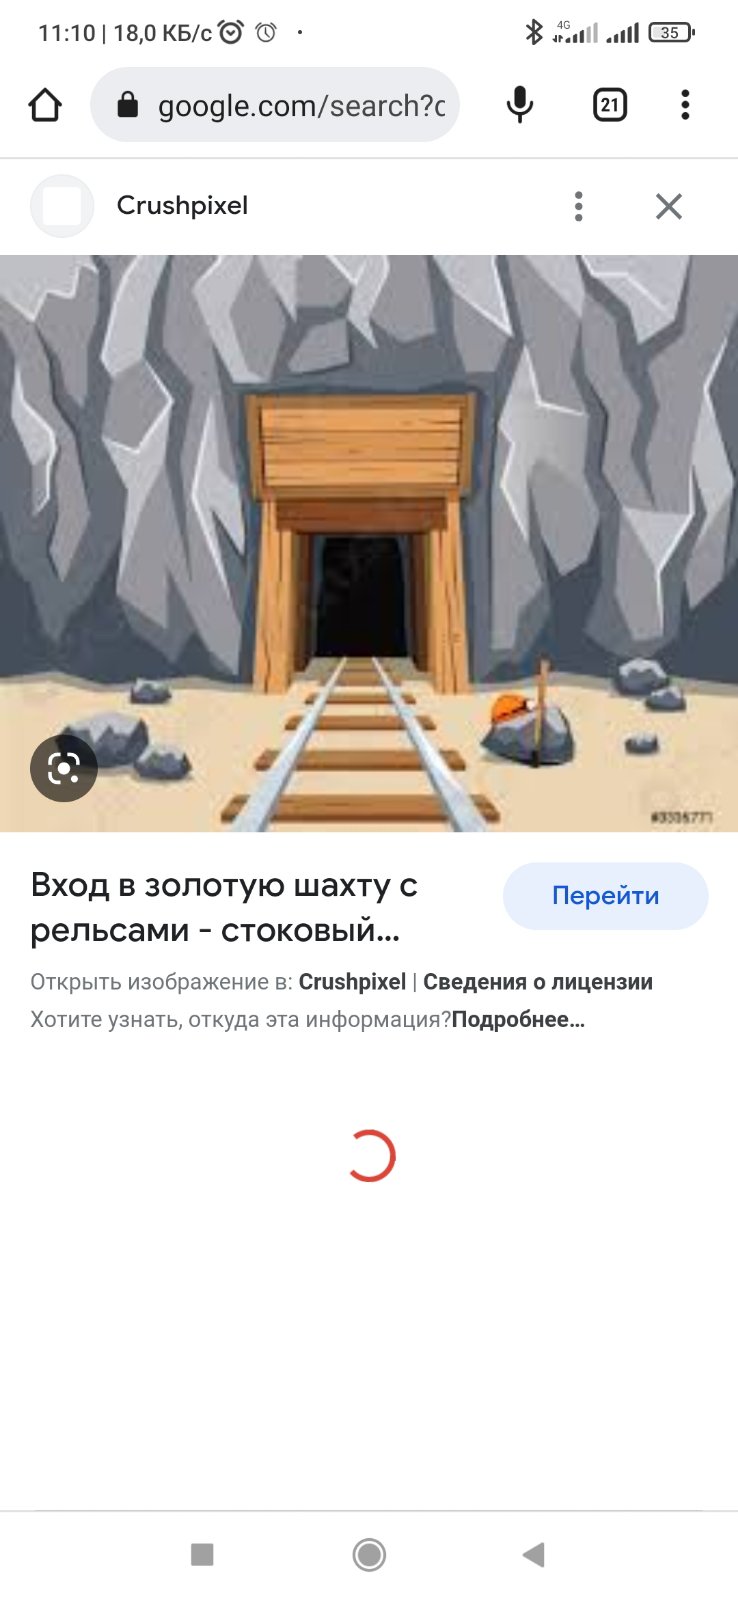 11:10 | 18,0 КБ/с
4G
35
google.com/search?c
21
Crushpixel
Вход в золотую шахту с
рельсами - стоковый...
Перейти
Открыть изображение в: Crushpixel | Сведения о лицензии
Хотите узнать, откуда эта информация?Подробнее...